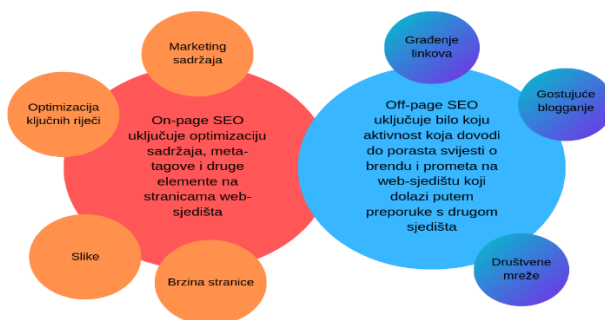 Marketing
sadržaja
Optimizacija
ključnih riječi
On-page SEO
uključuje optimizaciju
sadržaja, meta-
tagove i druge
elemente na
stranicama web-
sjedišta
Slike
Brzina stranice
Građenje
linkova
Gostujuće
blogganje
Off-page SEO
uključuje bilo koju
aktivnost koja dovodi
do porasta svijesti o
brendu i prometa na
web-sjedištu koji
dolazi putem
preporuke s drugom
sjedišta
Društvene
mreže